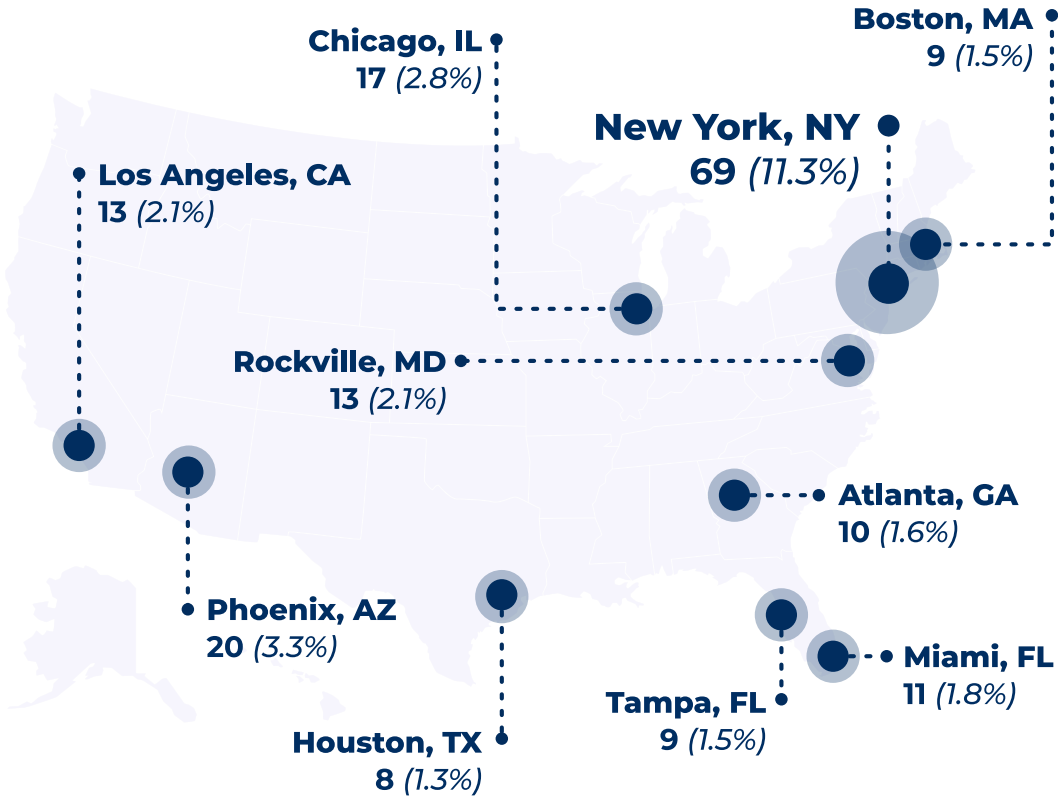 Boston, MA
9 (1.5%)
Chicago, IL
17 (2.8%)
New York, NY
69 (11.3%)
Los Angeles, CA
13 (2.1%)
Rockville, MD
13 (2.1%)
Atlanta, GA
10 (1.6%)
Phoenix, AZ
20 (3.3%)
Miami, FL
11 (1.8%)
Tampa, FL
9 (1.5%)
Houston, TX
8 (1.3%)